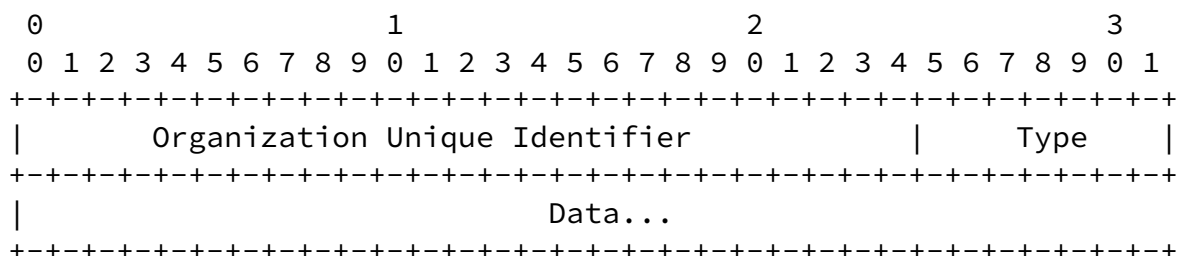 0                   1                   2                   3
 0 1 2 3 4 5 6 7 8 9 0 1 2 3 4 5 6 7 8 9 0 1 2 3 4 5 6 7 8 9 0 1
+-+-+-+-+-+-+-+-+-+-+-+-+-+-+-+-+-+-+-+-+-+-+-+-+-+-+-+-+-+-+-+-+
|       Organization Unique Identifier            |     Type    |
+-+-+-+-+-+-+-+-+-+-+-+-+-+-+-+-+-+-+-+-+-+-+-+-+-+-+-+-+-+-+-+-+
|                             Data...
+-+-+-+-+-+-+-+-+-+-+-+-+-+-+-+-+-+-+-+-+-+-+-+-+-+-+-+-+-+-+-+-+